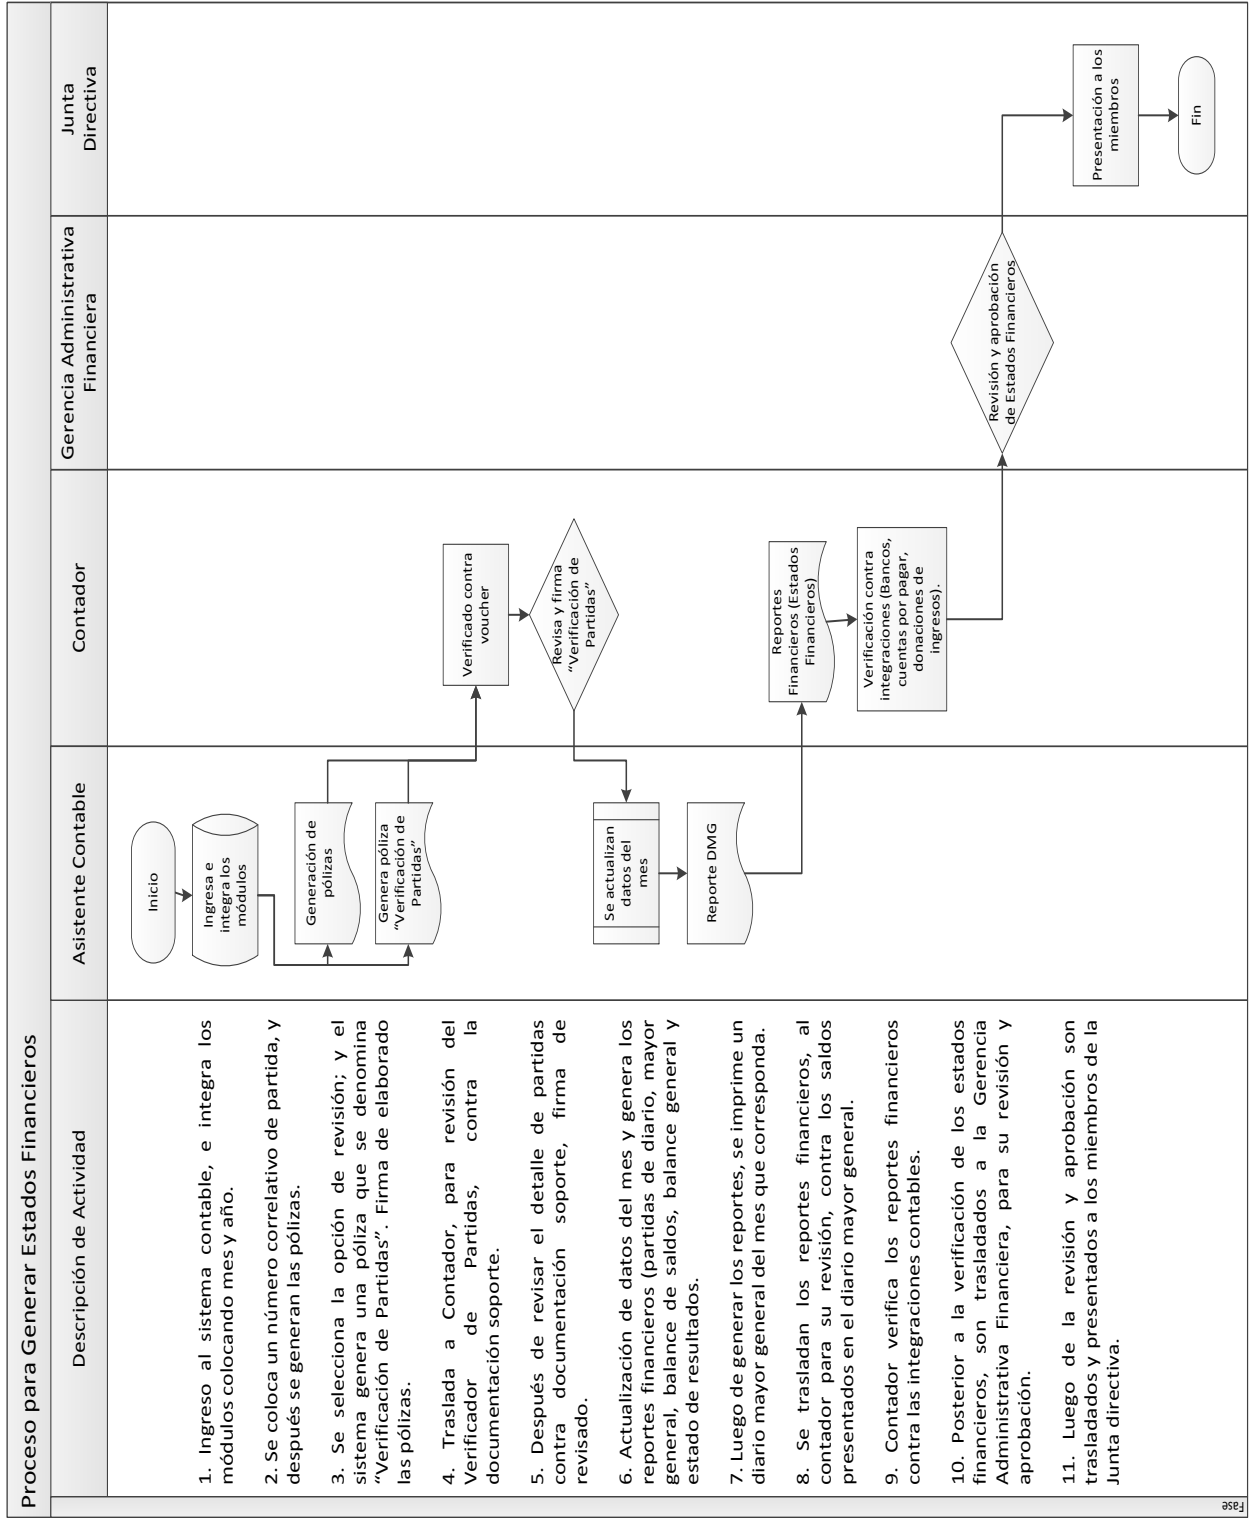 Proceso para Generar Estados Financieros
Descripción de Actividad
Asistente Contable
Contador
Gerencia Administrativa
Financiera
Junta
Directiva
1. Ingreso al sistema contable, e integra los
módulos colocando mes y año.
2. Se coloca un número correlativo de partida, y
después se generan las pólizas.
3. Se selecciona la opción de revisión; y el
sistema genera una póliza que se denomina
“Verificación de Partidas”. Firma de elaborado
las pólizas.
4. Traslada a Contador, para revisión del
Verificador de Partidas, contra la
documentación soporte.
5. Después de revisar el detalle de partidas
contra documentación soporte, firma de
revisado.
6. Actualización de datos del mes y genera los
reportes financieros (partidas de diario, mayor
general, balance de saldos, balance general y
estado de resultados.
7. Luego de generar los reportes, se imprime un
diario mayor general del mes que corresponda.
8. Se trasladan los reportes financieros, al
contador para su revisión, contra los saldos
presentados en el diario mayor general.
9. Contador verifica los reportes financieros
contra las integraciones contables.
10. Posterior a la verificación de los estados
financieros, son trasladados a la Gerencia
Administrativa Financiera, para su revisión y
aprobación.
11. Luego de la revisión y aprobación son
trasladados y presentados a los miembros de la
Junta directiva.
Inicio
Ingresa e
integra los
módulos
Generación de
pólizas
Genera póliza
“Verificación de
Partidas”
Verificado contra
voucher
Revisa y firma
“Verificación de
Partidas”
Se actualizan
datos del
mes
Reporte DMG
Reportes
Financieros (Estados
Financieros)
Verificación contra
integraciones (Bancos,
cuentas por pagar,
donaciones de
ingresos).
Revisión y aprobación
de Estados Financieros
Presentación a los
miembros
Fin
Fase